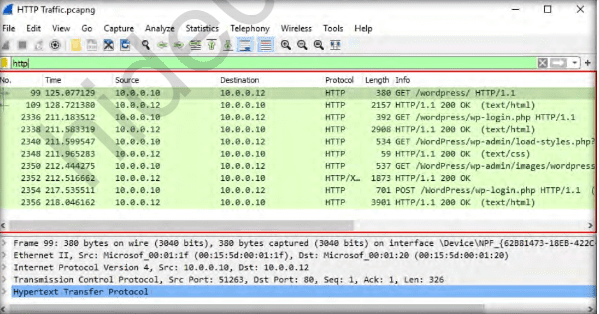 HTTP Traffic.pcapng
File Edit View Go Capture Analyze Statistics Telephony Wireless Tools Help
http
No. Time Source Destination Protocol Length Info
99 125.077129 10.0.0.10 10.0.0.12 HTTP 380 GET /wordpress/ HTTP/1.1
109 128.721380 10.0.0.12 10.0.0.10 HTTP 2157 HTTP/1.1 200 OK (text/html)
2336 211.183512 10.0.0.10 10.0.0.12 HTTP 392 GET /wordpress/wp-login.php HTTP/1.1
2338 211.583319 10.0.0.12 10.0.0.10 HTTP 2908 HTTP/1.1 200 OK (text/html)
2340 211.599547 10.0.0.10 10.0.0.12 HTTP 534 GET /WordPress/wp-admin/load-styles.php?
2348 211.965283 10.0.0.12 10.0.0.10 HTTP 59 HTTP/1.1 200 OK (text/css)
2350 212.444275 10.0.0.10 10.0.0.12 HTTP 537 GET /WordPress/wp-admin/images/wordpress
2352 212.516662 10.0.0.12 10.0.0.10 HTTP/X… 1873 HTTP/1.1 200 OK
2354 217.535511 10.0.0.10 10.0.0.12 HTTP 701 POST /WordPress/wp-login.php HTTP/1.1 (
2356 218.046162 10.0.0.12 10.0.0.10 HTTP 3901 HTTP/1.1 200 OK (text/html)
Frame 99: 380 bytes on wire (3040 bits), 380 bytes captured (3040 bits) on interface \Device\NPF_{62881473-18EB-422C
Ethernet II, Src: Microsof_00:01:1f (00:15:5d:00:01:1f), Dst: Microsof_00:01:20 (00:15:5d:00:01:20)
Internet Protocol Version 4, Src: 10.0.0.10, Dst: 10.0.0.12
Transmission Control Protocol, Src Port: 51263, Dst Port: 80, Seq: 1, Ack: 1, Len: 326
Hypertext Transfer Protocol